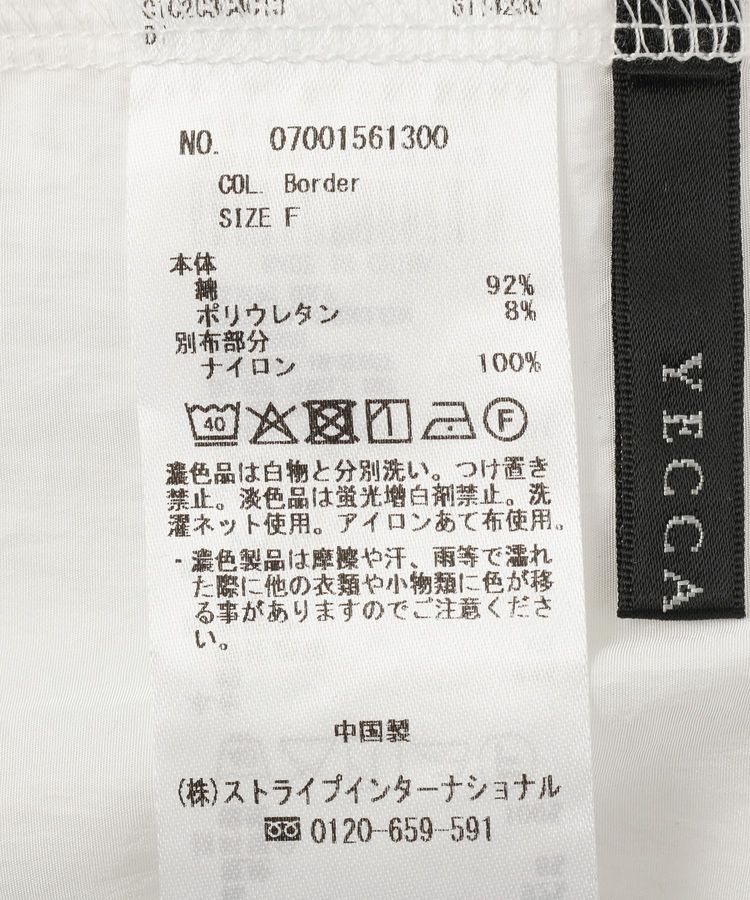 NO. 07001561300
COL. Border
SIZE F
本体
綿 92%
ポリウレタン 8%
別布部分
ナイロン 100%
40
F
濃色品は白物と分別洗い。つけ置き
禁止。淡色品は蛍光増白剤禁止。洗
濯ネット使用。アイロンあて布使用。
・濃色製品は摩擦や汗、雨等で濡れ
た際に他の衣類や小物類に色が移
る事がありますのでご注意くださ
い。
中国製
(株)ストライプインターナショナル
0120-659-591
YECCA